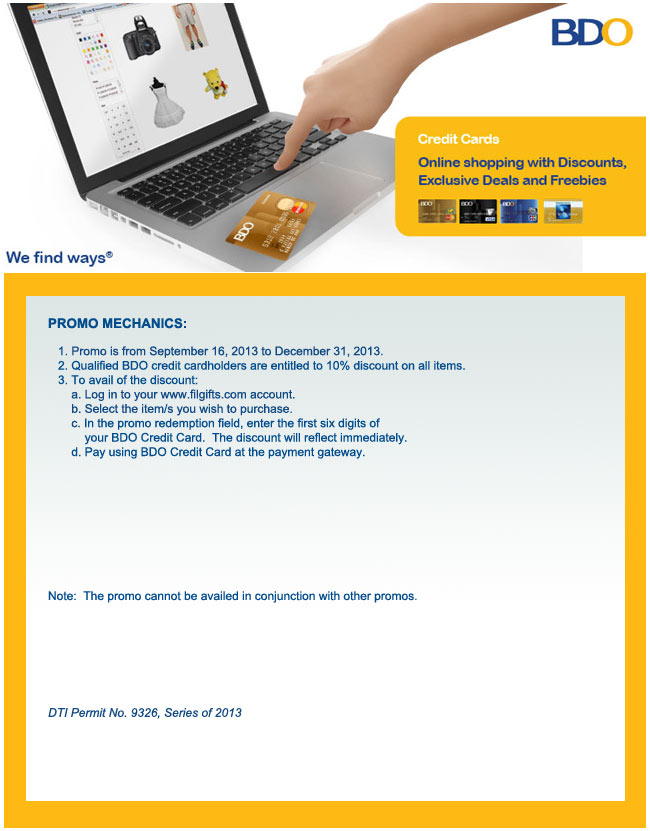 BDO
Credit Cards
Online shopping with Discounts,
Exclusive Deals and Freebies
BDO
We find ways®
PROMO MECHANICS:
1. Promo is from September 16, 2013 to December 31, 2013.
2. Qualified BDO credit cardholders are entitled to 10% discount on all items.
3. To avail of the discount:
a. Log in to your www.filgifts.com account.
b. Select the item/s you wish to purchase.
c. In the promo redemption field, enter the first six digits of
your BDO Credit Card. The discount will reflect immediately.
d. Pay using BDO Credit Card at the payment gateway.
Note: The promo cannot be availed in conjunction with other promos.
DTI Permit No. 9326, Series of 2013